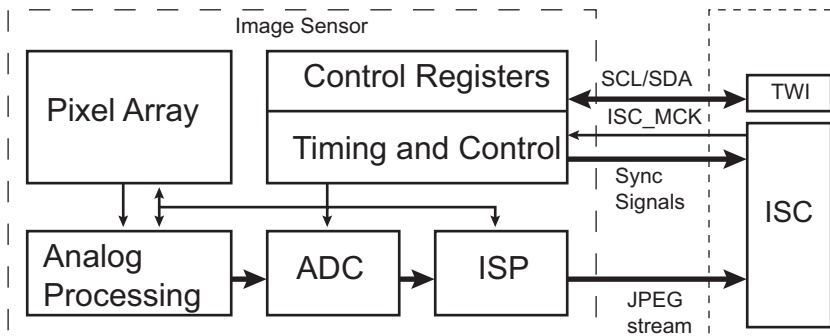 Image Sensor
Pixel Array
Control Registers
Timing and Control
SCL/SDA
TWI
ISC_MCK
Sync
Signals
ISC
Analog
Processing
ADC
ISP
JPEG
stream